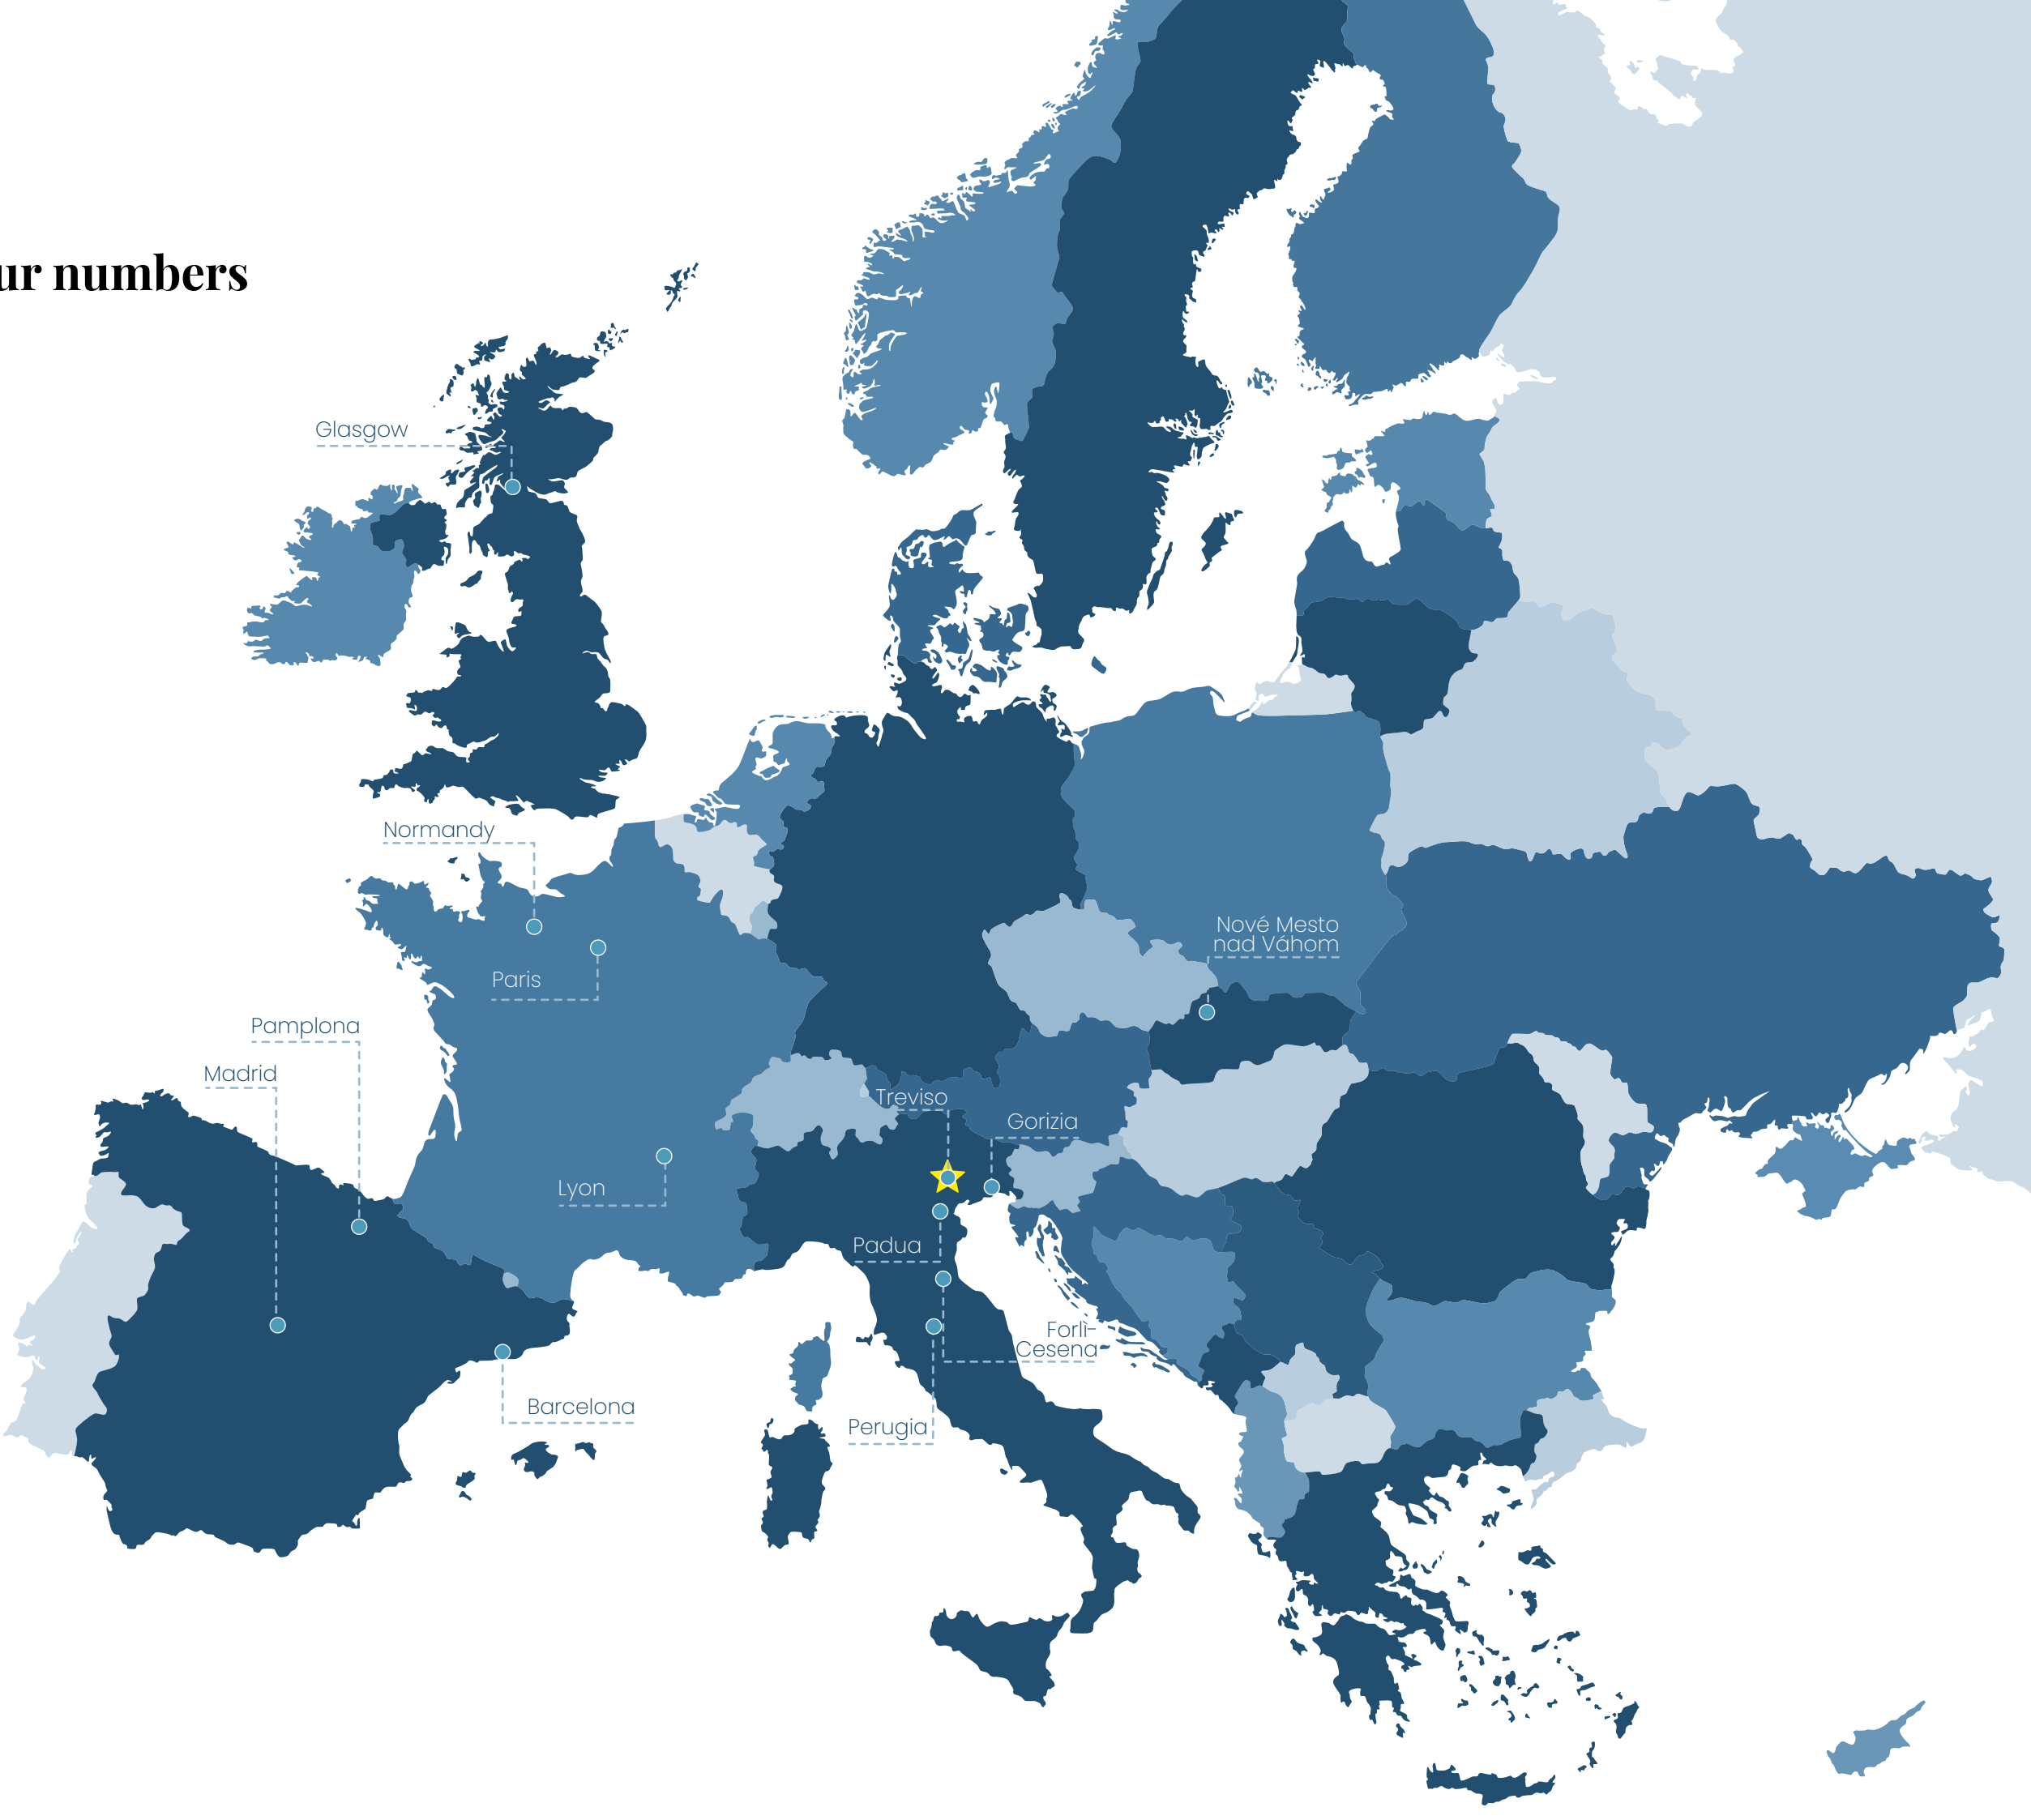 ur numbers
Glasgow
Normandy
Nové Mesto
nad Váhom
Paris
Pamplona
Madrid
Treviso
Gorizia
Lyon
Padua
Forlì-
Cesena
Barcelona
Perugia